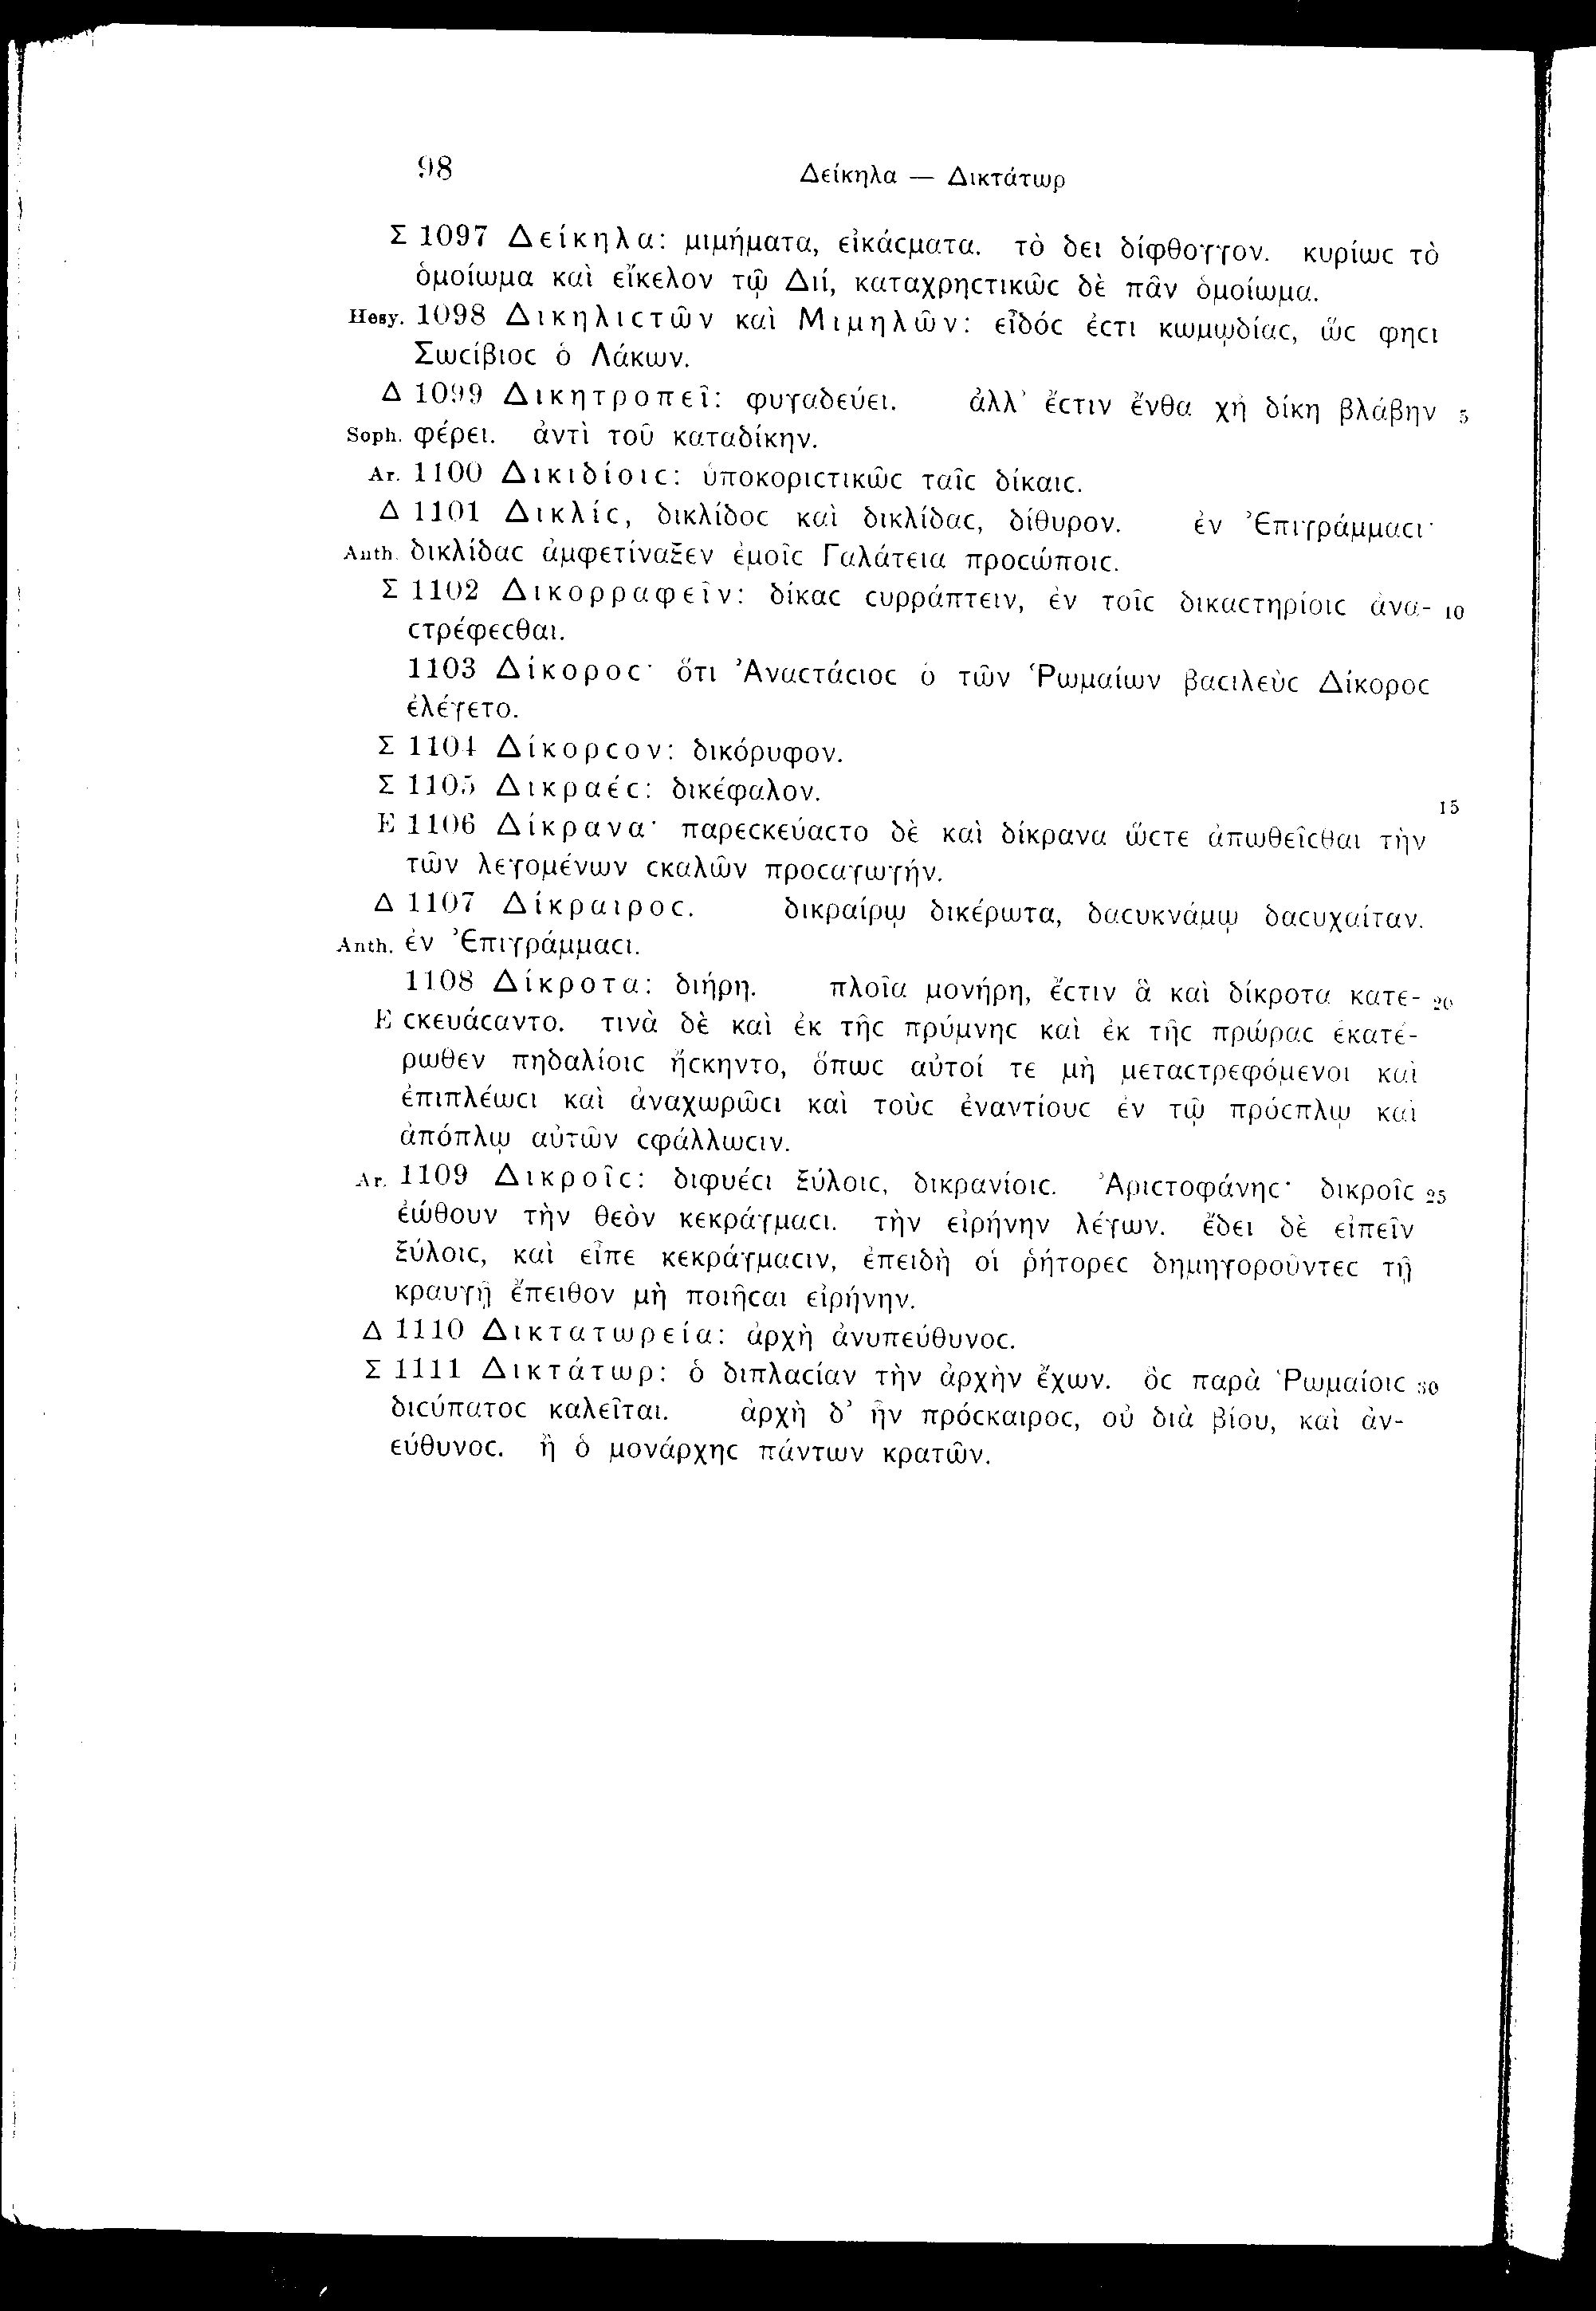 98 Δείκηλα — Δικτάτωρ
Σ 1097 Δείκηλα: μιμήματα, εἰκάϲματα. τὸ δει δίφθογγον. κυρίωϲ τὸ
ὁμοίωμα καὶ εἴκελον τῷ Διί, καταχρηϲτικῶϲ δὲ πᾶν ὁμοίωμα.
Hesy. 1098 Δικηλιϲτῶν καὶ Μιμηλῶν: εἶδόϲ ἐϲτι κωμῳδίαϲ, ὥϲ φηϲι
Σωϲίβιοϲ ὁ Λάκων.
Δ 1099 Δικητροπεῖ: φυγαδεύει. ἀλλ' ἔϲτιν ἔνθα χἠ δίκη βλάβην 5
Soph. φέρει. ἀντὶ τοῦ καταδίκην.
Ar. 1100 Δικιδίοιϲ: ὑποκοριϲτικῶϲ ταῖϲ δίκαιϲ.
Δ 1101 Δικλίϲ, δικλίδοϲ καὶ δικλίδαϲ, δίθυρον. ἐν Ἐπιγράμμαϲι·
Anth. δικλίδαϲ ἀμφετίναξεν ἐμοῖϲ Γαλάτεια προϲώποιϲ.
Σ 1102 Δικορραφεῖν: δίκαϲ ϲυρράπτειν, ἐν τοῖϲ δικαϲτηρίοιϲ ἀνα- 10
ϲτρέφεϲθαι.
1103 Δίκοροϲ· ὅτι Ἀναϲτάϲιοϲ ὁ τῶν Ῥωμαίων βαϲιλεὺϲ Δίκοροϲ
ἐλέγετο.
Σ 1104 Δίκορϲον: δικόρυφον.
Σ 1105 Δικραέϲ: δικέφαλον. 15
E 1106 Δίκρανα· παρεϲκεύαϲτο δὲ καὶ δίκρανα ὥϲτε ἀπωθεῖϲθαι τὴν
τῶν λεγομένων ϲκαλῶν προϲαγωγήν.
Δ 1107 Δίκραιροϲ. δικραίρῳ δικέρωτα, δαϲυκνάμῳ δαϲυχαίταν.
Anth. ἐν Ἐπιγράμμαϲι.
1108 Δίκροτα: διήρη. πλοῖα μονήρη, ἔϲτιν ἃ καὶ δίκροτα κατε- 20
E ϲκευάϲαντο. τινὰ δὲ καὶ ἐκ τῆϲ πρύμνηϲ καὶ ἐκ τῆϲ πρώραϲ ἑκατέ-
ρωθεν πηδαλίοιϲ ἤϲκηντο, ὅπωϲ αὐτοί τε μὴ μεταϲτρεφόμενοι καὶ
ἐπιπλέωϲι καὶ ἀναχωρῶϲι καὶ τοὺϲ ἐναντίουϲ ἐν τῷ πρόϲπλῳ καὶ
ἀπόπλῳ αὐτῶν ϲφάλλωϲιν.
Ar. 1109 Δικροῖϲ: διφυέϲι ξύλοιϲ, δικρανίοιϲ. Ἀριϲτοφάνηϲ· δικροῖϲ 25
ἐώθουν τὴν θεὸν κεκράγμαϲι. τὴν εἰρήνην λέγων. ἔδει δὲ εἰπεῖν
ξύλοιϲ, καὶ εἶπε κεκράγμαϲιν, ἐπειδὴ οἱ ῥήτορεϲ δημηγοροῦντεϲ τῇ
κραυγῇ ἔπειθον μὴ ποιῆϲαι εἰρήνην.
Δ 1110 Δικτατωρεία: ἀρχὴ ἀνυπεύθυνοϲ.
Σ 1111 Δικτάτωρ: ὁ διπλαϲίαν τὴν ἀρχὴν ἔχων. ὃϲ παρὰ Ῥωμαίοιϲ 30
διϲύπατοϲ καλεῖται. ἀρχὴ δ' ἦν πρόϲκαιροϲ, οὐ διὰ βίου, καὶ ἀν-
εύθυνοϲ. ἢ ὁ μονάρχηϲ πάντων κρατῶν.